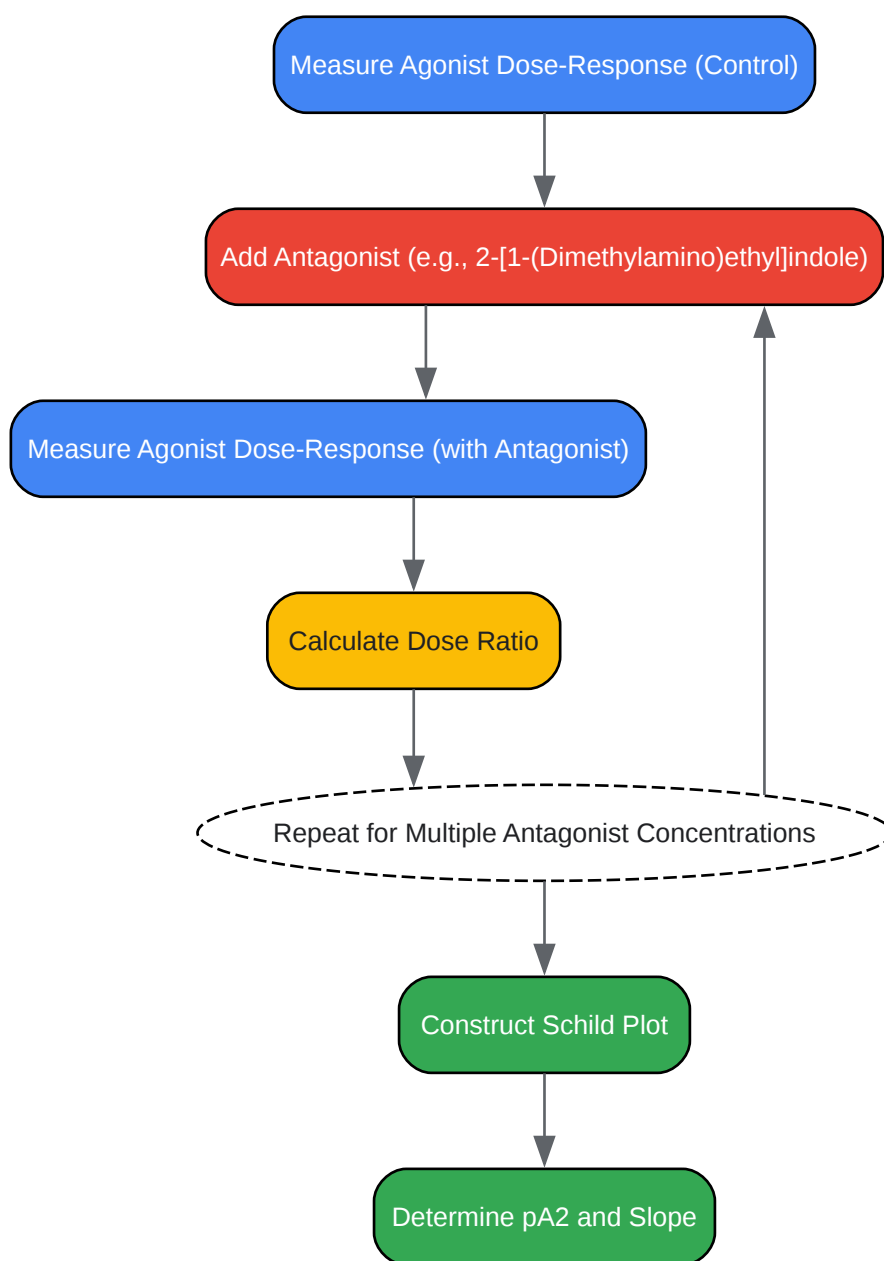 Measure Agonist Dose-Response (Control)
Add Antagonist (e.g., 2-[1-(Dimethylamino)ethyl]indole)
Measure Agonist Dose-Response (with Antagonist)
Calculate Dose Ratio
Repeat for Multiple Antagonist Concentrations
Construct Schild Plot
Determine pA2 and Slope